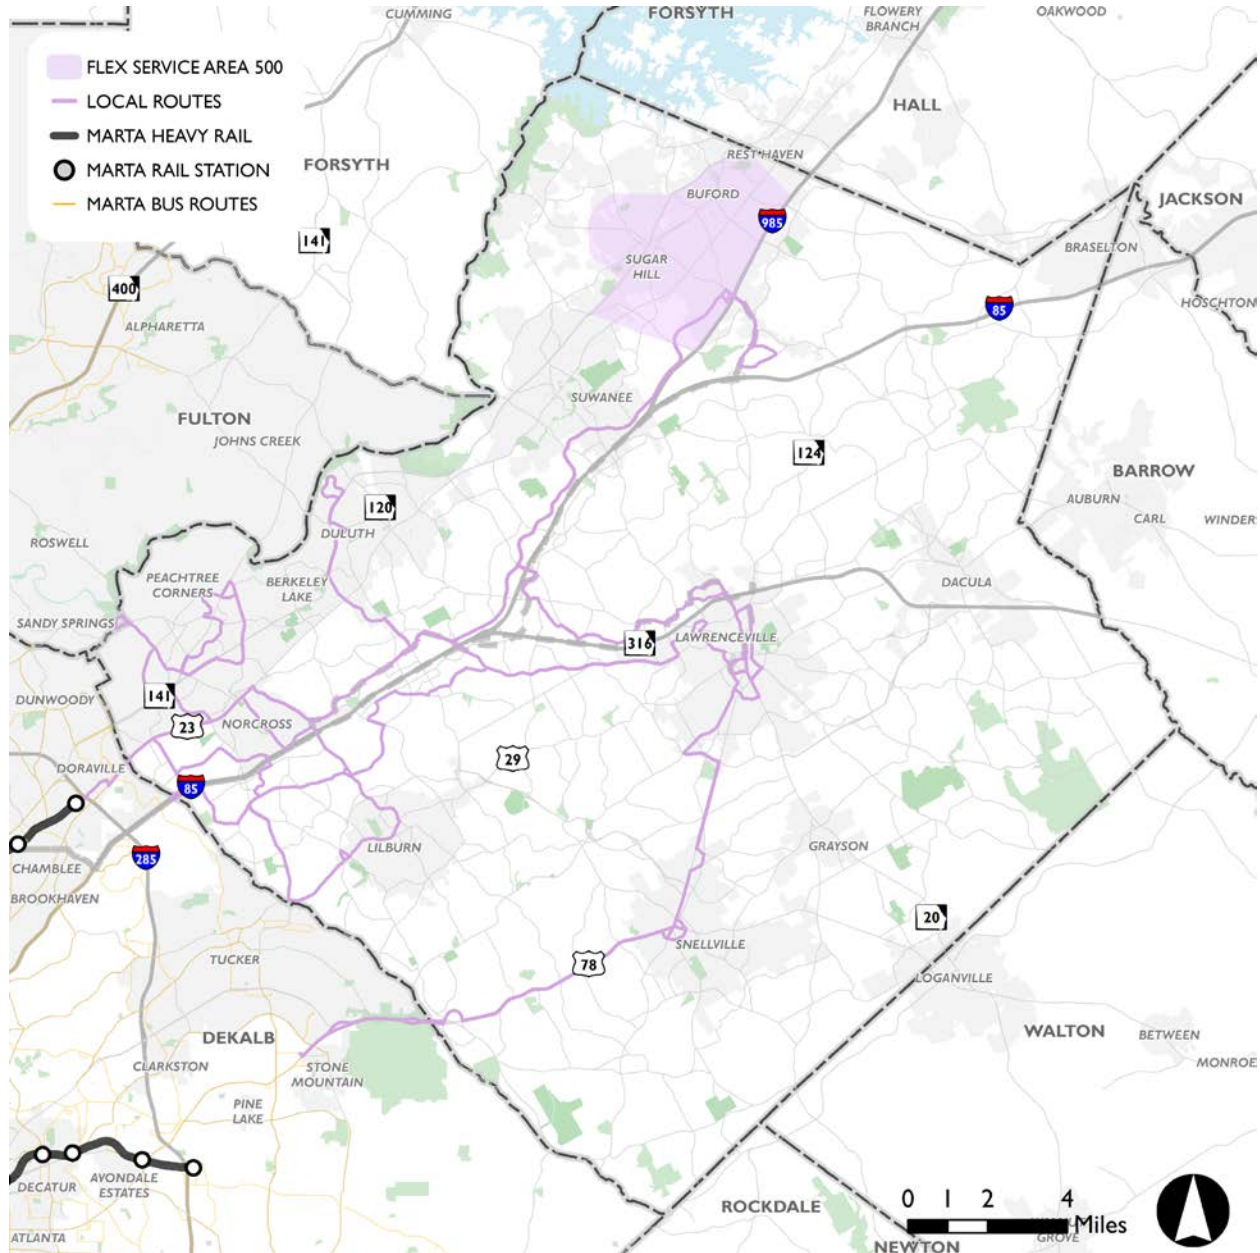 CUMMING
FORSYTH
FLOWERY
BRANCH
OAKWOOD
FLEX SERVICE AREA 500
LOCAL ROUTES
MARTA HEAVY RAIL
MARTA RAIL STATION
MARTA BUS ROUTES
HALL
FORSYTH
REST HAVEN
BUFORD
JACKSON
141
985
BRASELTON
SUGAR
HILL
400
85
HOSCHTON
ALPHARETTA
SUWANEE
FULTON
JOHNS CREEK
124
BARROW
120
AUBURN
CARL
WINDER
DULUTH
ROSWELL
PEACHTREE
CORNERS
BERKELEY
LAKE
DACULA
SANDY SPRINGS
316
LAWRENCEVILLE
DUNWOODY
141
23
NORCROSS
29
DORAVILLE
85
CHAMBLEE
285
LILBURN
GRAYSON
BROOKHAVEN
20
SNELLVILLE
TUCKER
78
LOGANVILLE
DEKALB
WALTON
BETWEEN
CLARKSTON
STONE
MOUNTAIN
MONROE
PINE
LAKE
DECATUR
AVONDALE
ESTATES
ROCKDALE
0 1 2 4
Miles
GROVE
ATLANTA
NEWTON